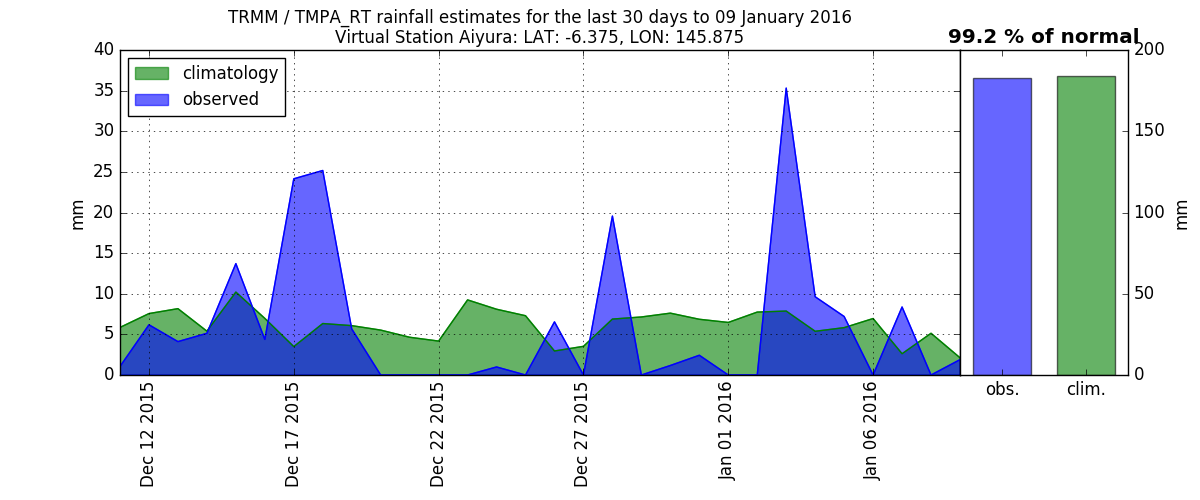 TRMM / TMPA_RT rainfall estimates for the last 30 days to 09 January 2016
Virtual Station Aiyura: LAT: -6.375, LON: 145.875
99.2 % of normal
climatology
observed
40
35
30
25
20
15
10
5
0
mm
Dec 12 2015
Dec 17 2015
Dec 22 2015
Dec 27 2015
Jan 01 2016
Jan 06 2016
200
150
100
50
0
mm
obs.
clim.